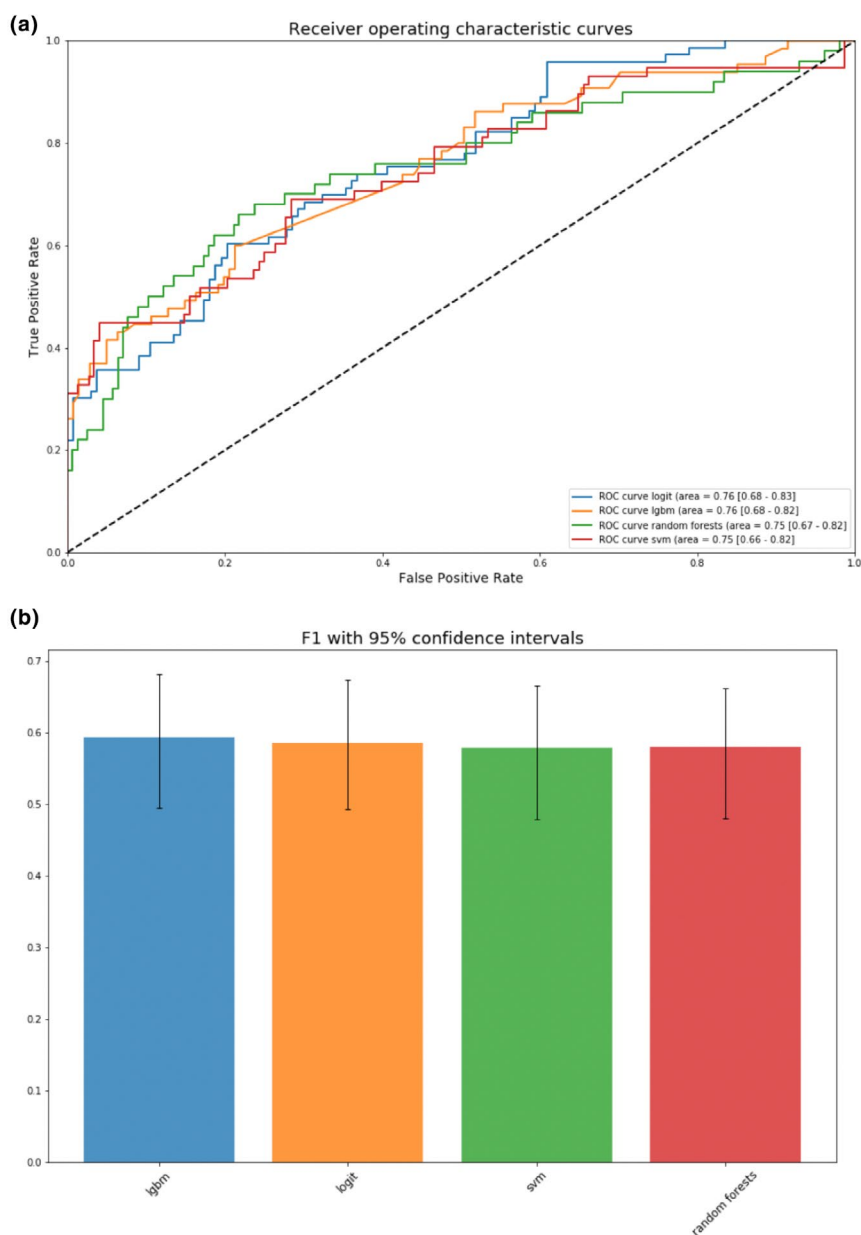 (a)
Receiver operating characteristic curves
True Positive Rate
1.0
0.8
0.6
0.4
0.2
0.0
ROC curve logit (area = 0.76 [0.68 - 0.83]
ROC curve lgbm (area = 0.76 [0.68 - 0.82]
ROC curve random forests (area = 0.75 [0.67 - 0.82]
ROC curve svm (area = 0.75 [0.66 - 0.82]
0.0 0.2 0.4 0.6 0.8 1.0
False Positive Rate
(b)
F1 with 95% confidence intervals
0.7
0.6
0.5
0.4
0.3
0.2
0.1
0.0
lgbm logit svm random forests